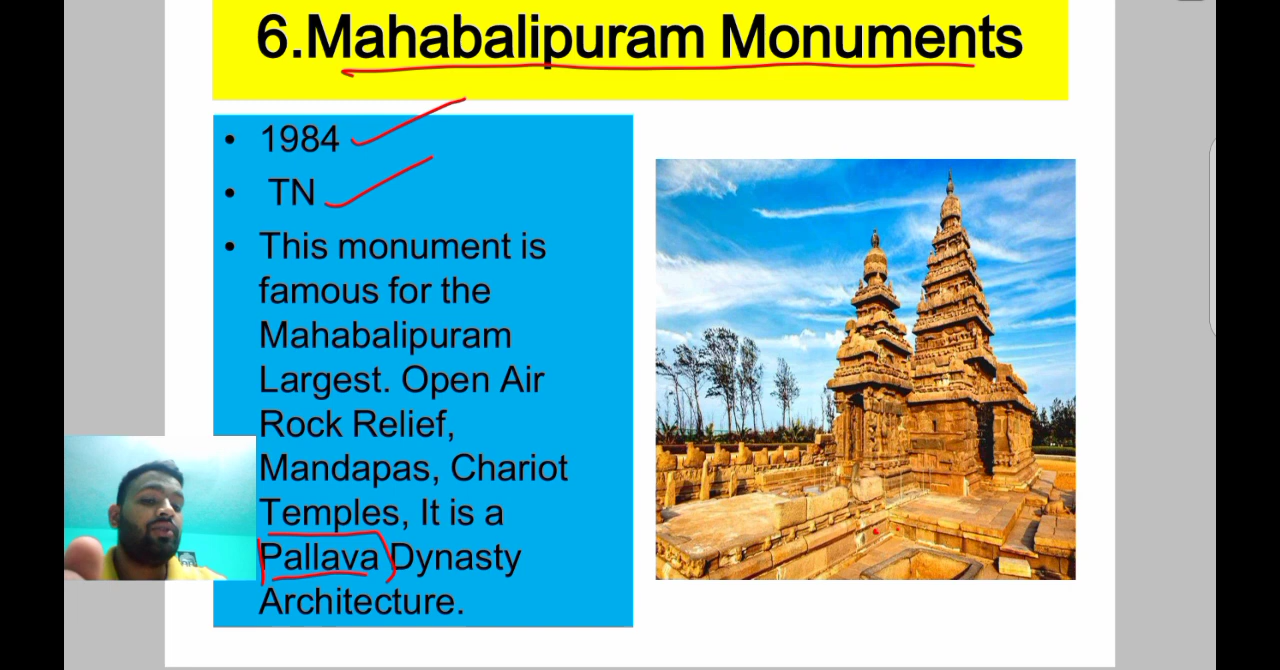 6.Mahabalipuram Monuments
• 1984
• TN
• This monument is
famous for the
Mahabalipuram
Largest. Open Air
Rock Relief,
Mandapas, Chariot
Temples, It is a
Pallava Dynasty
Architecture.